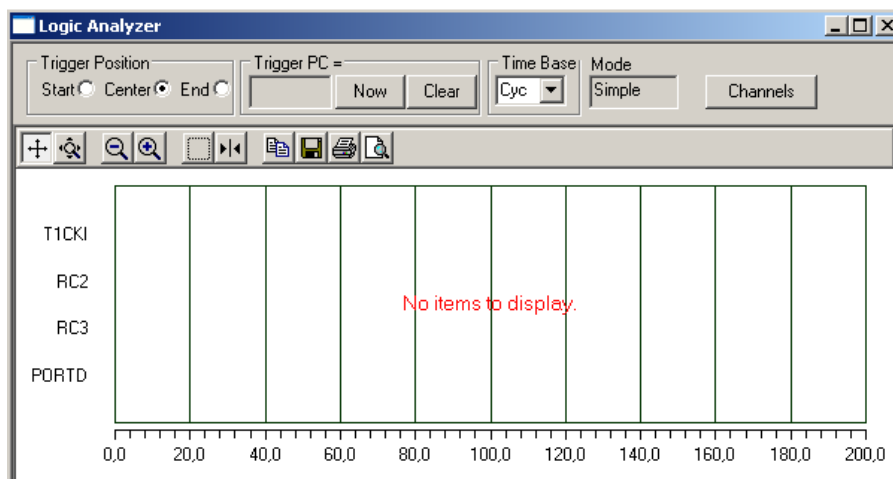 Logic Analyzer
Trigger Position
Start Center End
Trigger PC =
Now Clear
Time Base
Cyc
Mode
Simple
Channels
T1CKI
RC2
RC3
PORTD
No items to display.
0,0 20,0 40,0 60,0 80,0 100,0 120,0 140,0 160,0 180,0 200,0